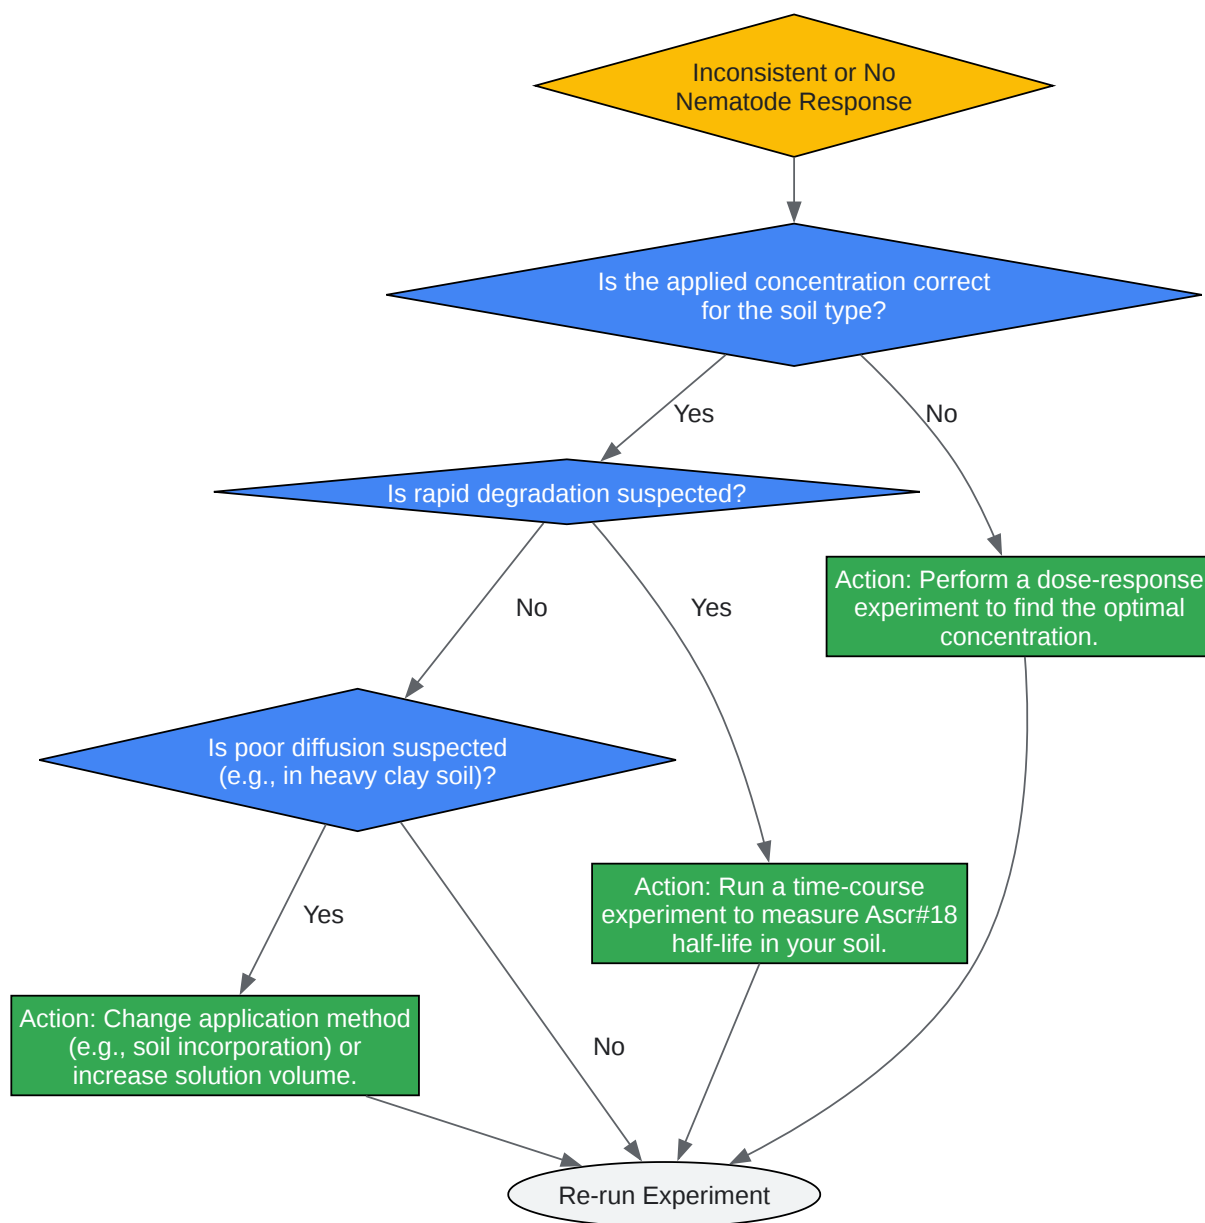 Inconsistent or No
Nematode Response
Is the applied concentration correct
for the soil type?
Yes
No
Is rapid degradation suspected?
No
Yes
Action: Perform a dose-response
experiment to find the optimal
concentration.
Is poor diffusion suspected
(e.g., in heavy clay soil)?
Yes
Action: Run a time-course
experiment to measure Ascr#18
half-life in your soil.
Action: Change application method
(e.g., soil incorporation) or
increase solution volume.
No
Re-run Experiment